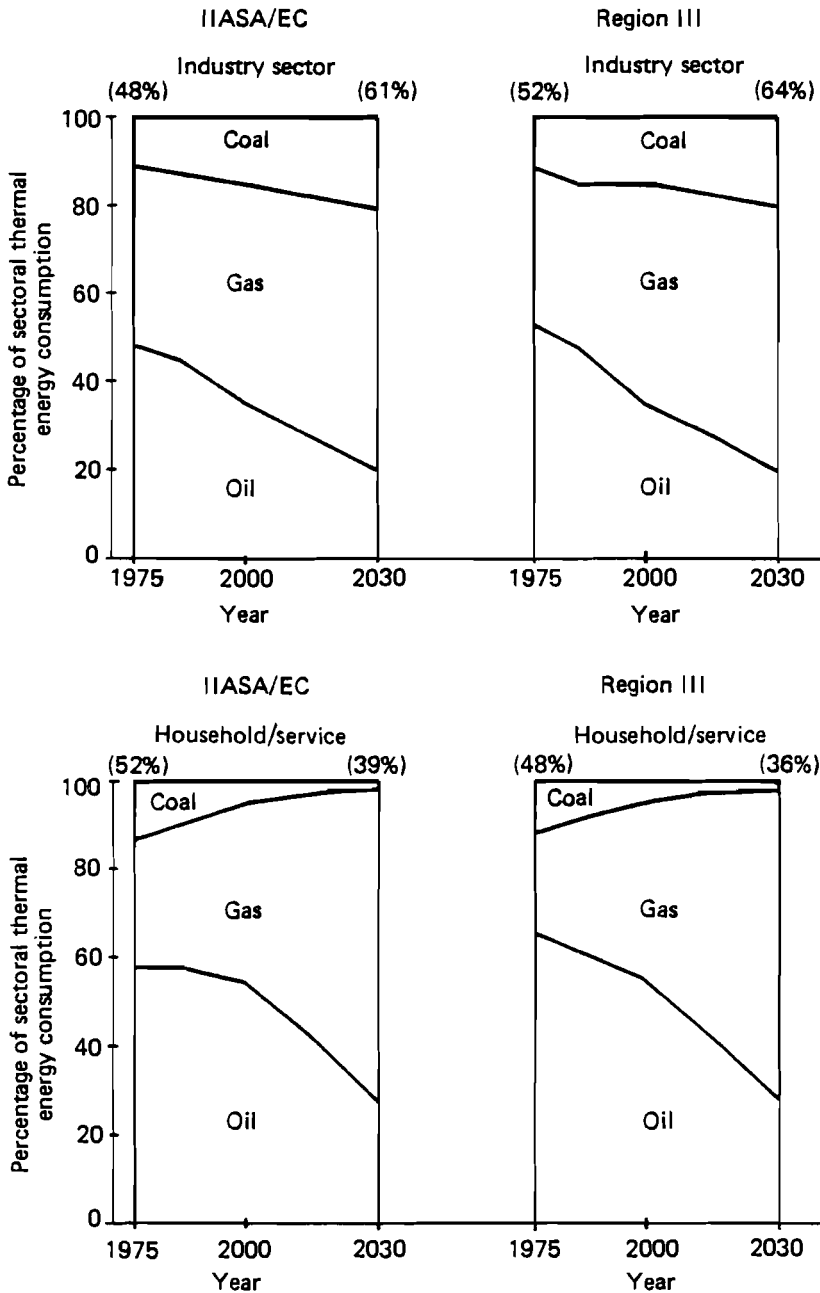 IIASA/EC
Industry sector
(48%) (61%)
Percentage of sectoral thermal
energy consumption
100
80
60
40
20
0
Coal
Gas
Oil
1975 2000 2030
Year
Region III
Industry sector
(52%) (64%)
Coal
Gas
Oil
1975 2000 2030
Year
IIASA/EC
Household/service
(52%) (39%)
Percentage of sectoral thermal
energy consumption
100
80
60
40
20
0
Coal
Gas
Oil
1975 2000 2030
Year
Region III
Household/service
(48%) (36%)
Coal
Gas
Oil
1975 2000 2030
Year